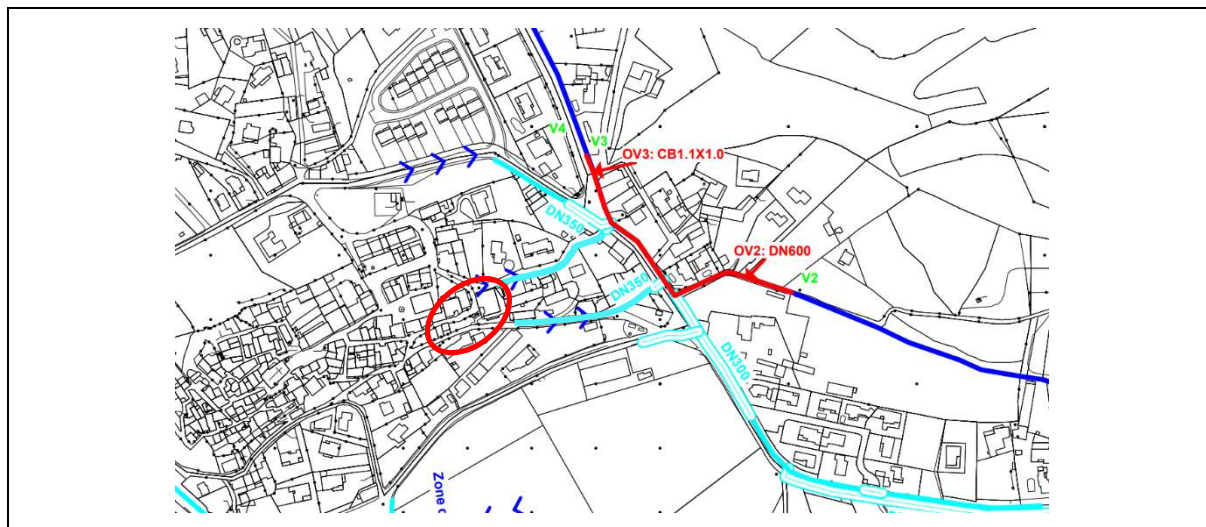 V4
V3
OV3: CB1.1X1.0
DN350
OV2: DN600
DN350
V2
DN300
Zone